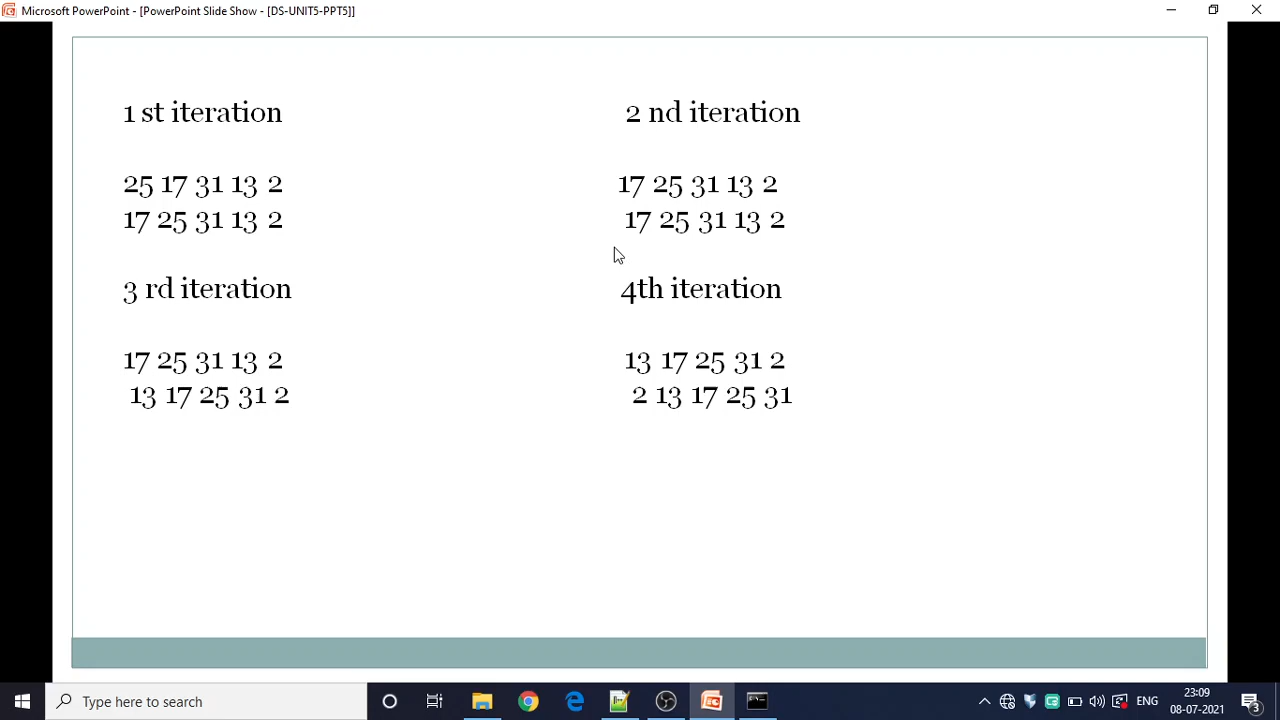 Microsoft PowerPoint - [PowerPoint Slide Show - [DS-UNIT5-PPT5]]
1 st iteration
25 17 31 13 2
17 25 31 13 2
2 nd iteration
17 25 31 13 2
17 25 31 13 2
3 rd iteration
17 25 31 13 2
13 17 25 31 2
4th iteration
13 17 25 31 2
2 13 17 25 31
Type here to search
ENG
23:09
08-07-2021
3